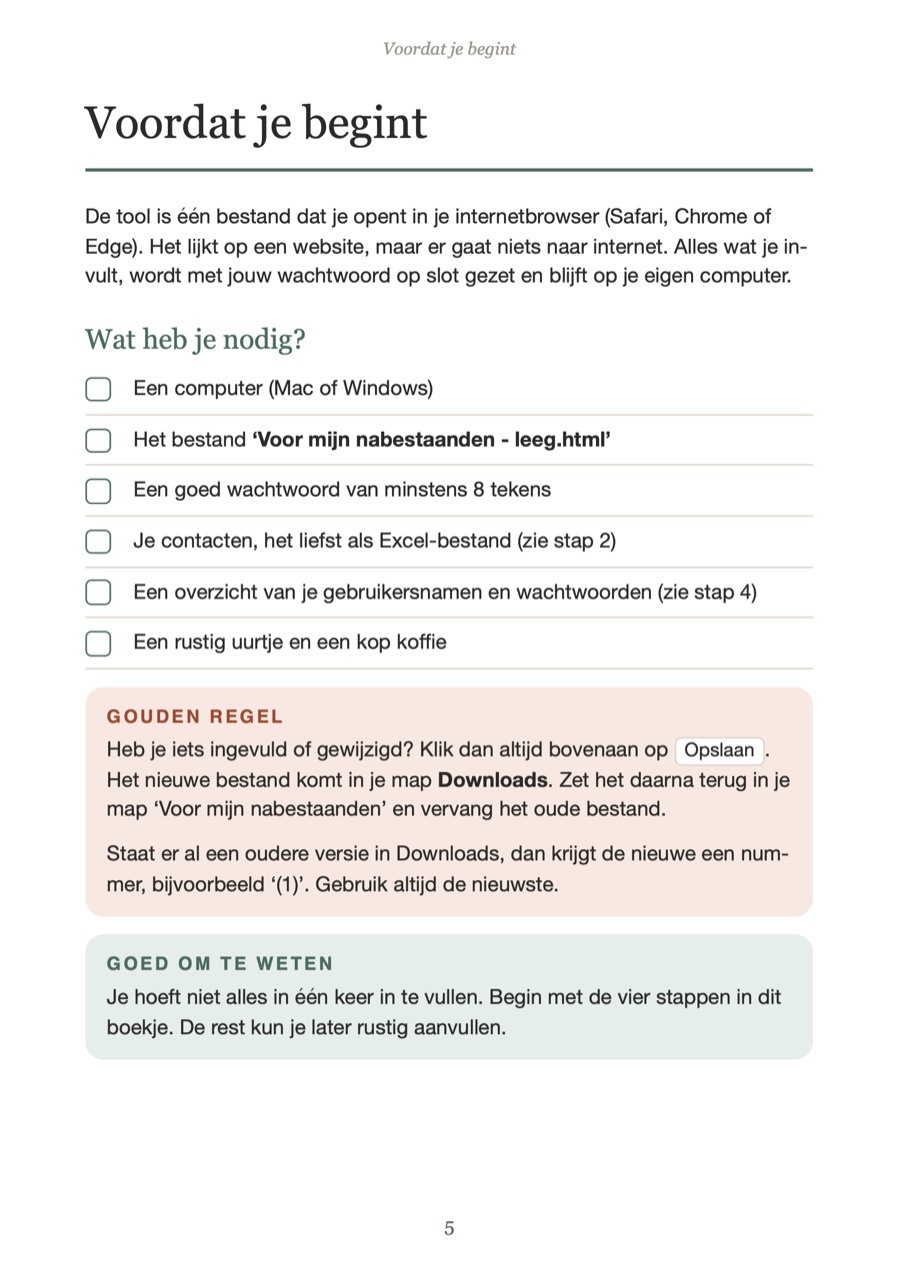 Voordat je begint
Voordat je begint
De tool is één bestand dat je opent in je internetbrowser (Safari, Chrome of
Edge). Het lijkt op een website, maar er gaat niets naar internet. Alles wat je in-
vult, wordt met jouw wachtwoord op slot gezet en blijft op je eigen computer.
Wat heb je nodig?
Een computer (Mac of Windows)
Het bestand ‘Voor mijn nabestaanden - leeg.html’
Een goed wachtwoord van minstens 8 tekens
Je contacten, het liefst als Excel-bestand (zie stap 2)
Een overzicht van je gebruikersnamen en wachtwoorden (zie stap 4)
Een rustig uurtje en een kop koffie
GOUDEN REGEL
Heb je iets ingevuld of gewijzigd? Klik dan altijd bovenaan op Opslaan.
Het nieuwe bestand komt in je map Downloads. Zet het daarna terug in je
map ‘Voor mijn nabestaanden’ en vervang het oude bestand.
Staat er al een oudere versie in Downloads, dan krijgt de nieuwe een num-
mer, bijvoorbeeld ‘(1)’. Gebruik altijd de nieuwste.
GOED OM TE WETEN
Je hoeft niet alles in één keer in te vullen. Begin met de vier stappen in dit
boekje. De rest kun je later rustig aanvullen.
5